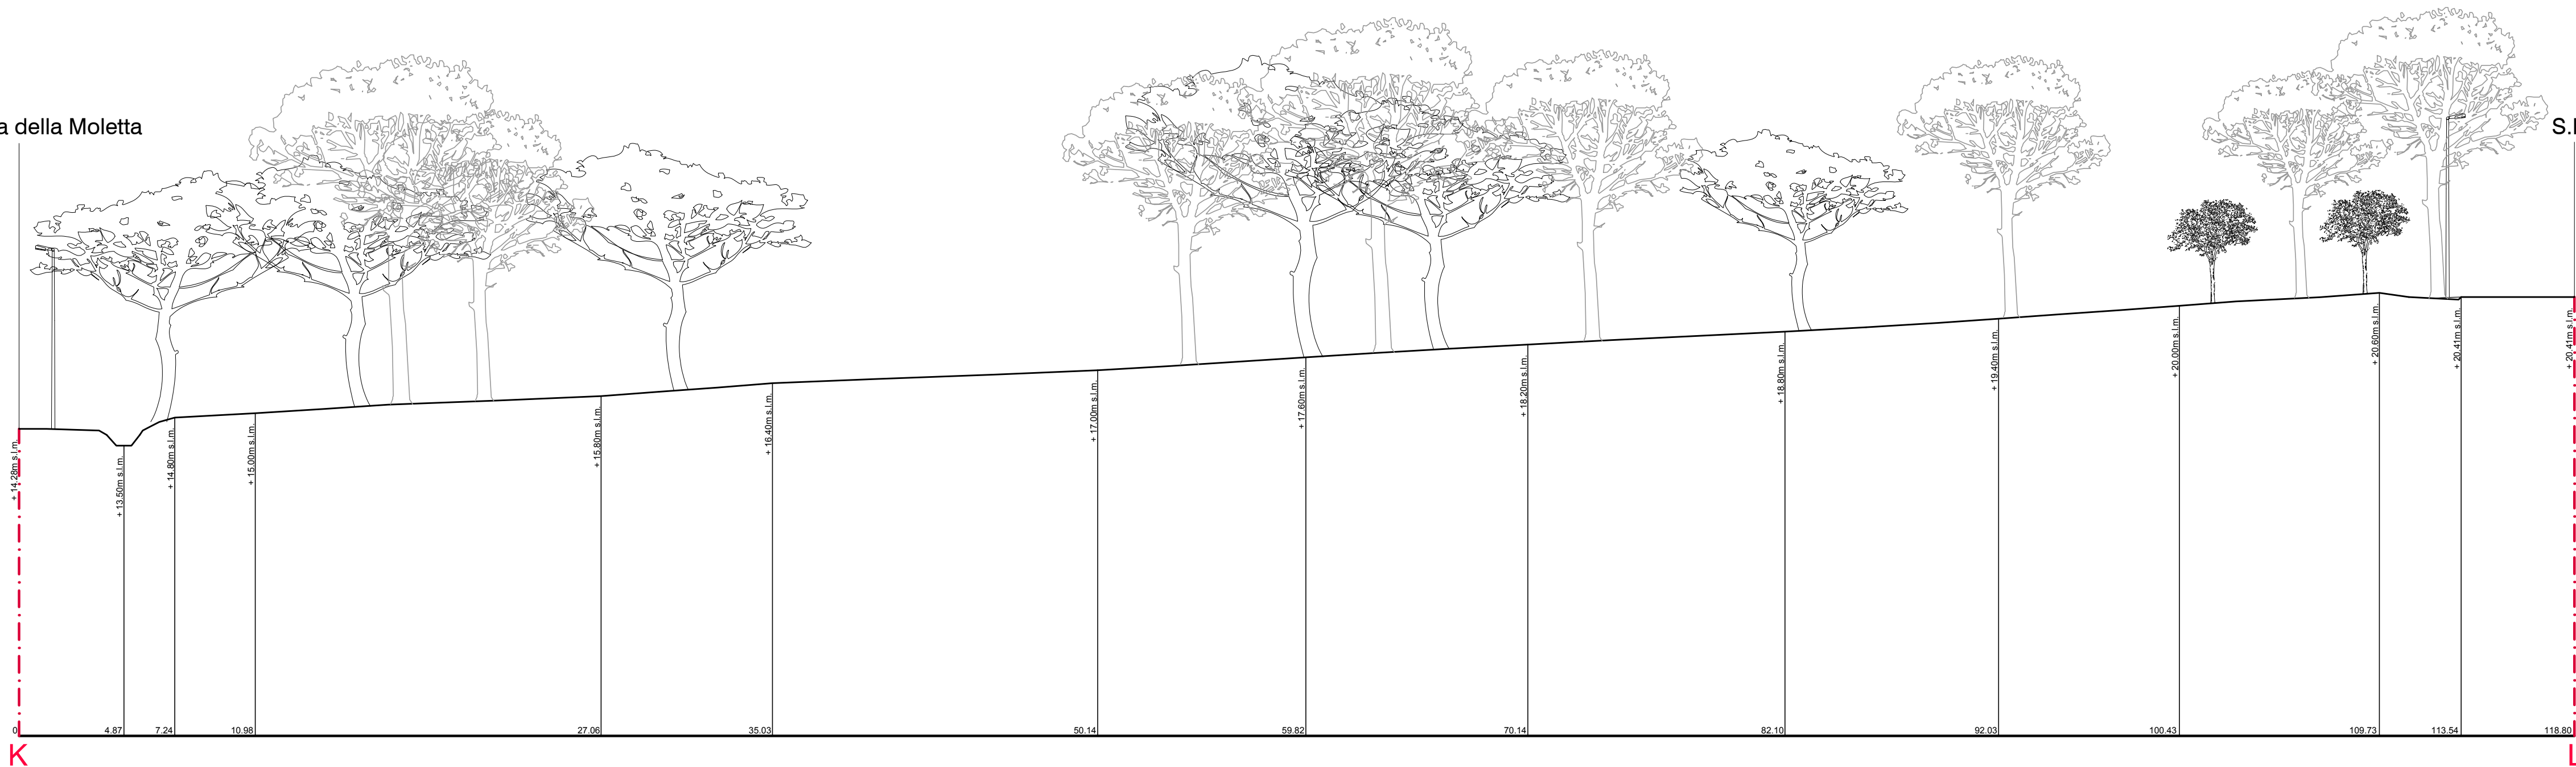 a della Moletta
+ 14.28m s.l.m.
+ 13.50m s.l.m.
+ 14.80m s.l.m.
+ 15.00m s.l.m.
+ 15.80m s.l.m.
+ 16.40m s.l.m.
+ 17.00m s.l.m.
+ 17.60m s.l.m.
+ 18.20m s.l.m.
+ 18.80m s.l.m.
+ 19.40m s.l.m.
+ 20.00m s.l.m.
+ 20.60m s.l.m.
+ 20.41m s.l.m.
+ 20.41m s.l.m.
0 4.87 7.24 10.98 27.06 35.03 50.14 59.82 70.14 82.10 92.03 100.43 109.73 113.54 118.80
K